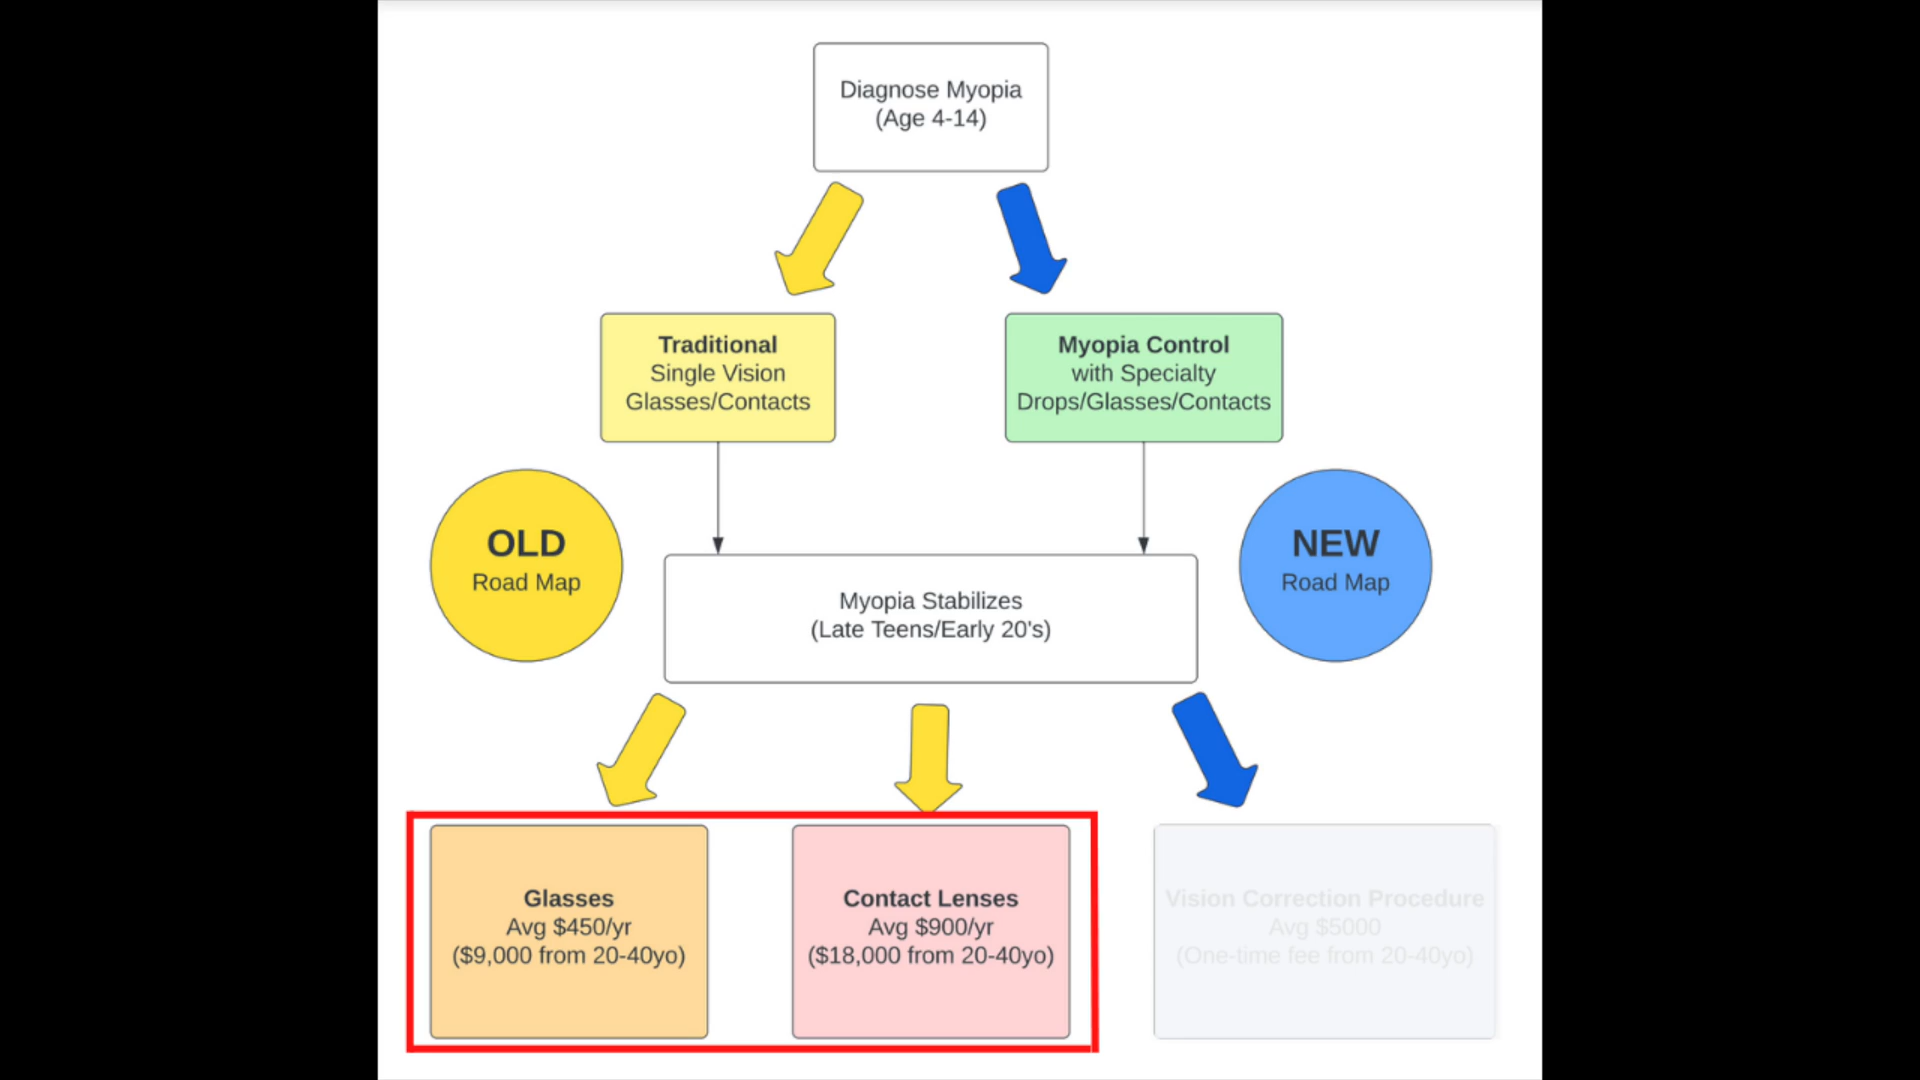 Diagnose Myopia
(Age 4-14)
Traditional
Single Vision
Glasses/Contacts
Myopia Control
with Specialty
Drops/Glasses/Contacts
OLD
Road Map
NEW
Road Map
Myopia Stabilizes
(Late Teens/Early 20's)
Glasses
Avg $450/yr
($9,000 from 20-40yo)
Contact Lenses
Avg $900/yr
($18,000 from 20-40yo)
Vision Correction Procedure
Avg $5000
(One-time fee from 20-40yo)